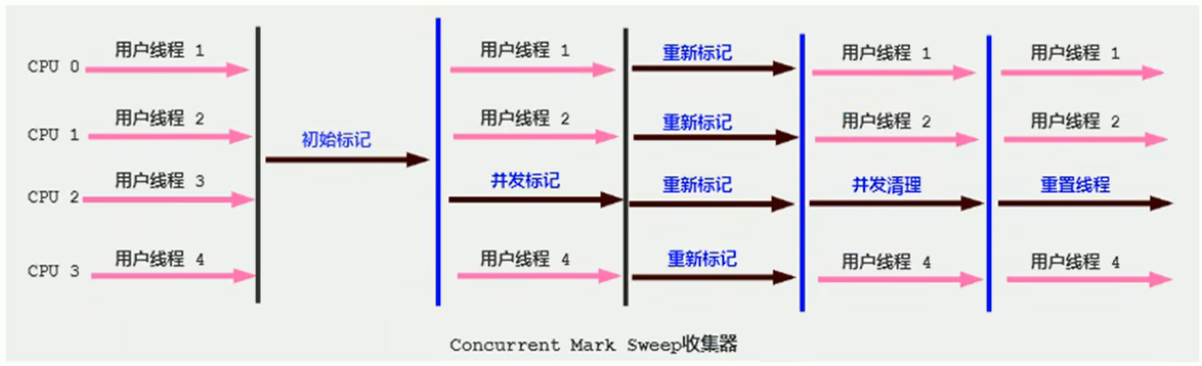 CPU 0 用户线程 1 用户线程 1 重新标记 用户线程 1 用户线程 1
CPU 1 用户线程 2 初始标记 用户线程 2 重新标记 用户线程 2 用户线程 2
CPU 2 用户线程 3 并发标记 重新标记 并发清理 重置线程
CPU 3 用户线程 4 用户线程 4 重新标记 用户线程 4 用户线程 4
Concurrent Mark Sweep收集器